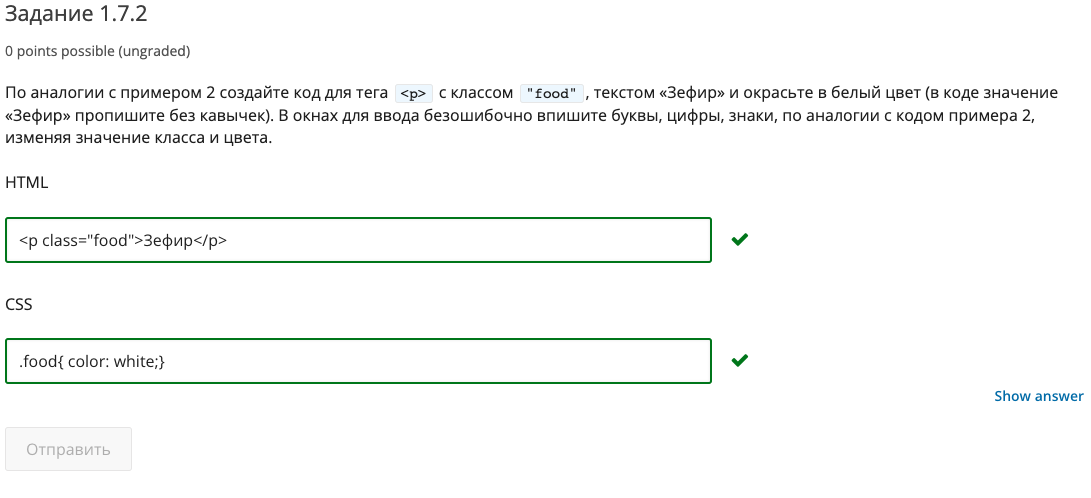 Задание 1.7.2
0 points possible (ungraded)
По аналогии с примером 2 создайте код для тега <p> с классом "food", текстом «Зефир» и окрасьте в белый цвет (в коде значение
«Зефир» пропишите без кавычек). В окнах для ввода безошибочно впишите буквы, цифры, знаки, по аналогии с кодом примера 2,
изменяя значение класса и цвета.
HTML
<p class="food">Зефир</p>
CSS
.food{ color: white;}
Show answer
Отправить